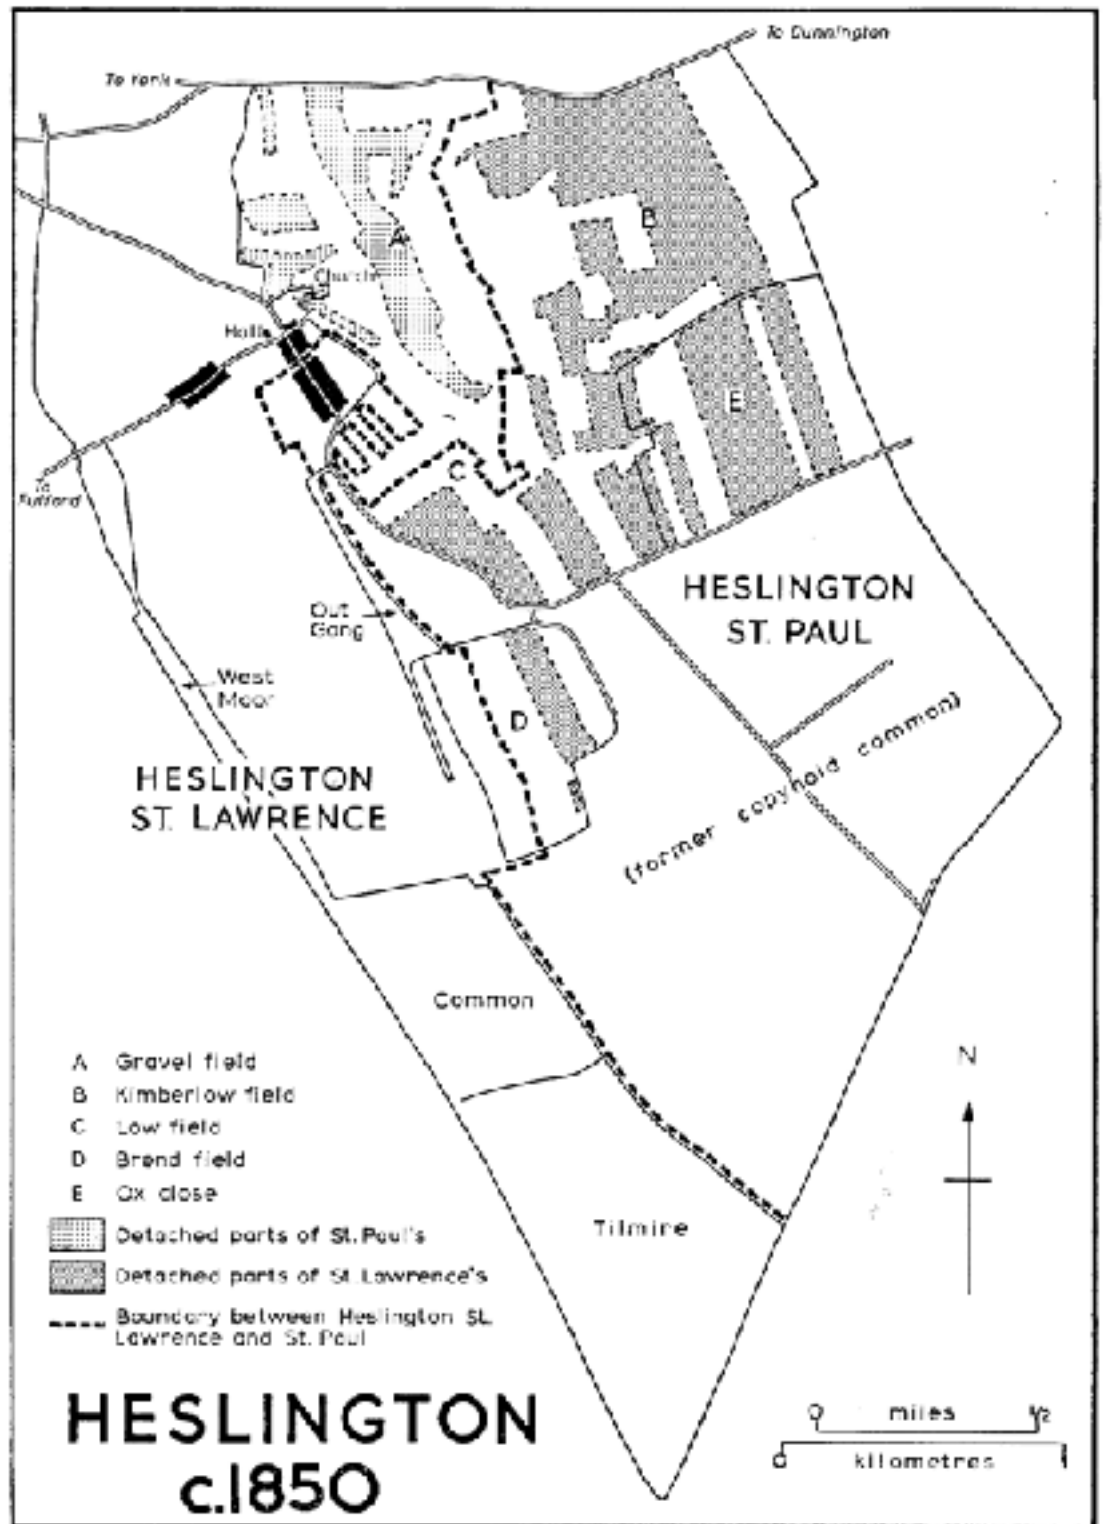 To Dunnington
To York
B
A
Church
Hall
E
C
To
Fulford
HESLINGTON
ST. PAUL
Out
Gang
West
Moor
D
HESLINGTON
ST. LAWRENCE
(former copyhold common)
Common
N
A Gravel field
B Kimberlow field
C Low field
D Brend field
E Ox close
Tilmire
Detached parts of St. Paul's
Detached parts of St. Lawrence's
Boundary between Heslington St.
Lawrence and St. Paul
HESLINGTON
c.1850
0 miles ½
0 kilometres 1